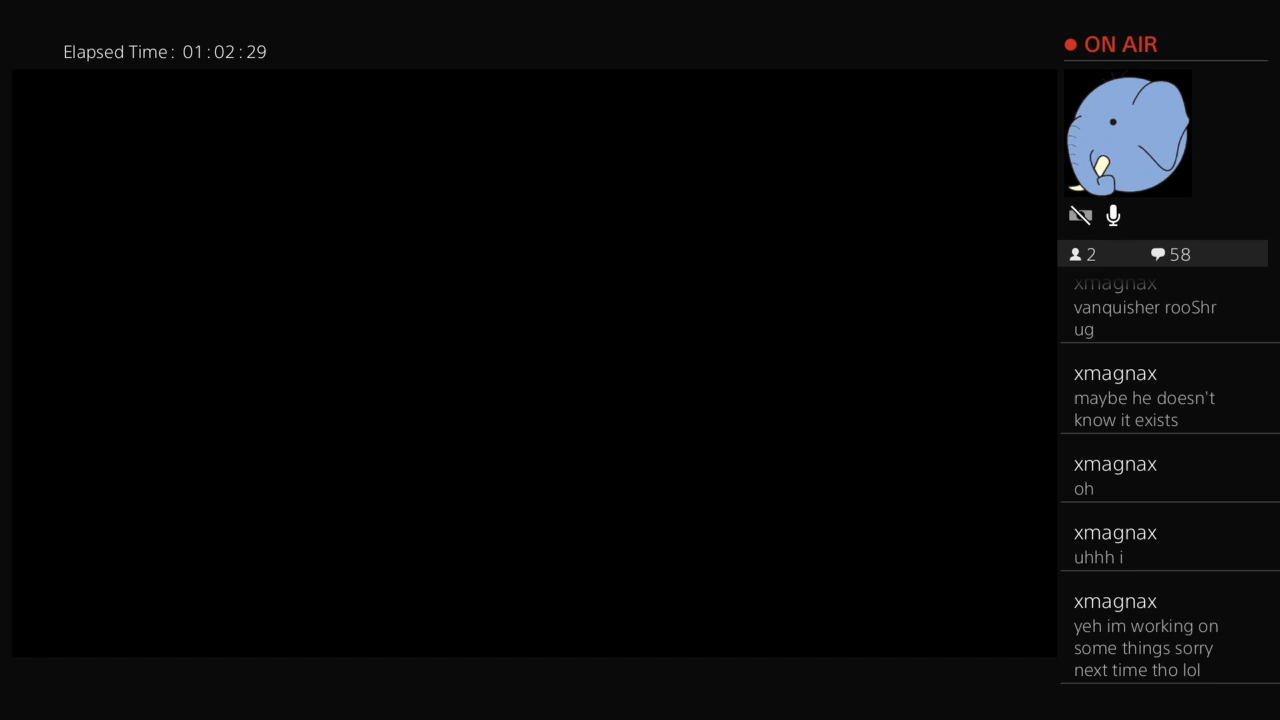 Elapsed Time: 01:02:29
ON AIR
2 58
xmagnax
vanquisher rooShr
ug
xmagnax
maybe he doesn't
know it exists
xmagnax
oh
xmagnax
uhhh i
xmagnax
yeh im working on
some things sorry
next time tho lol